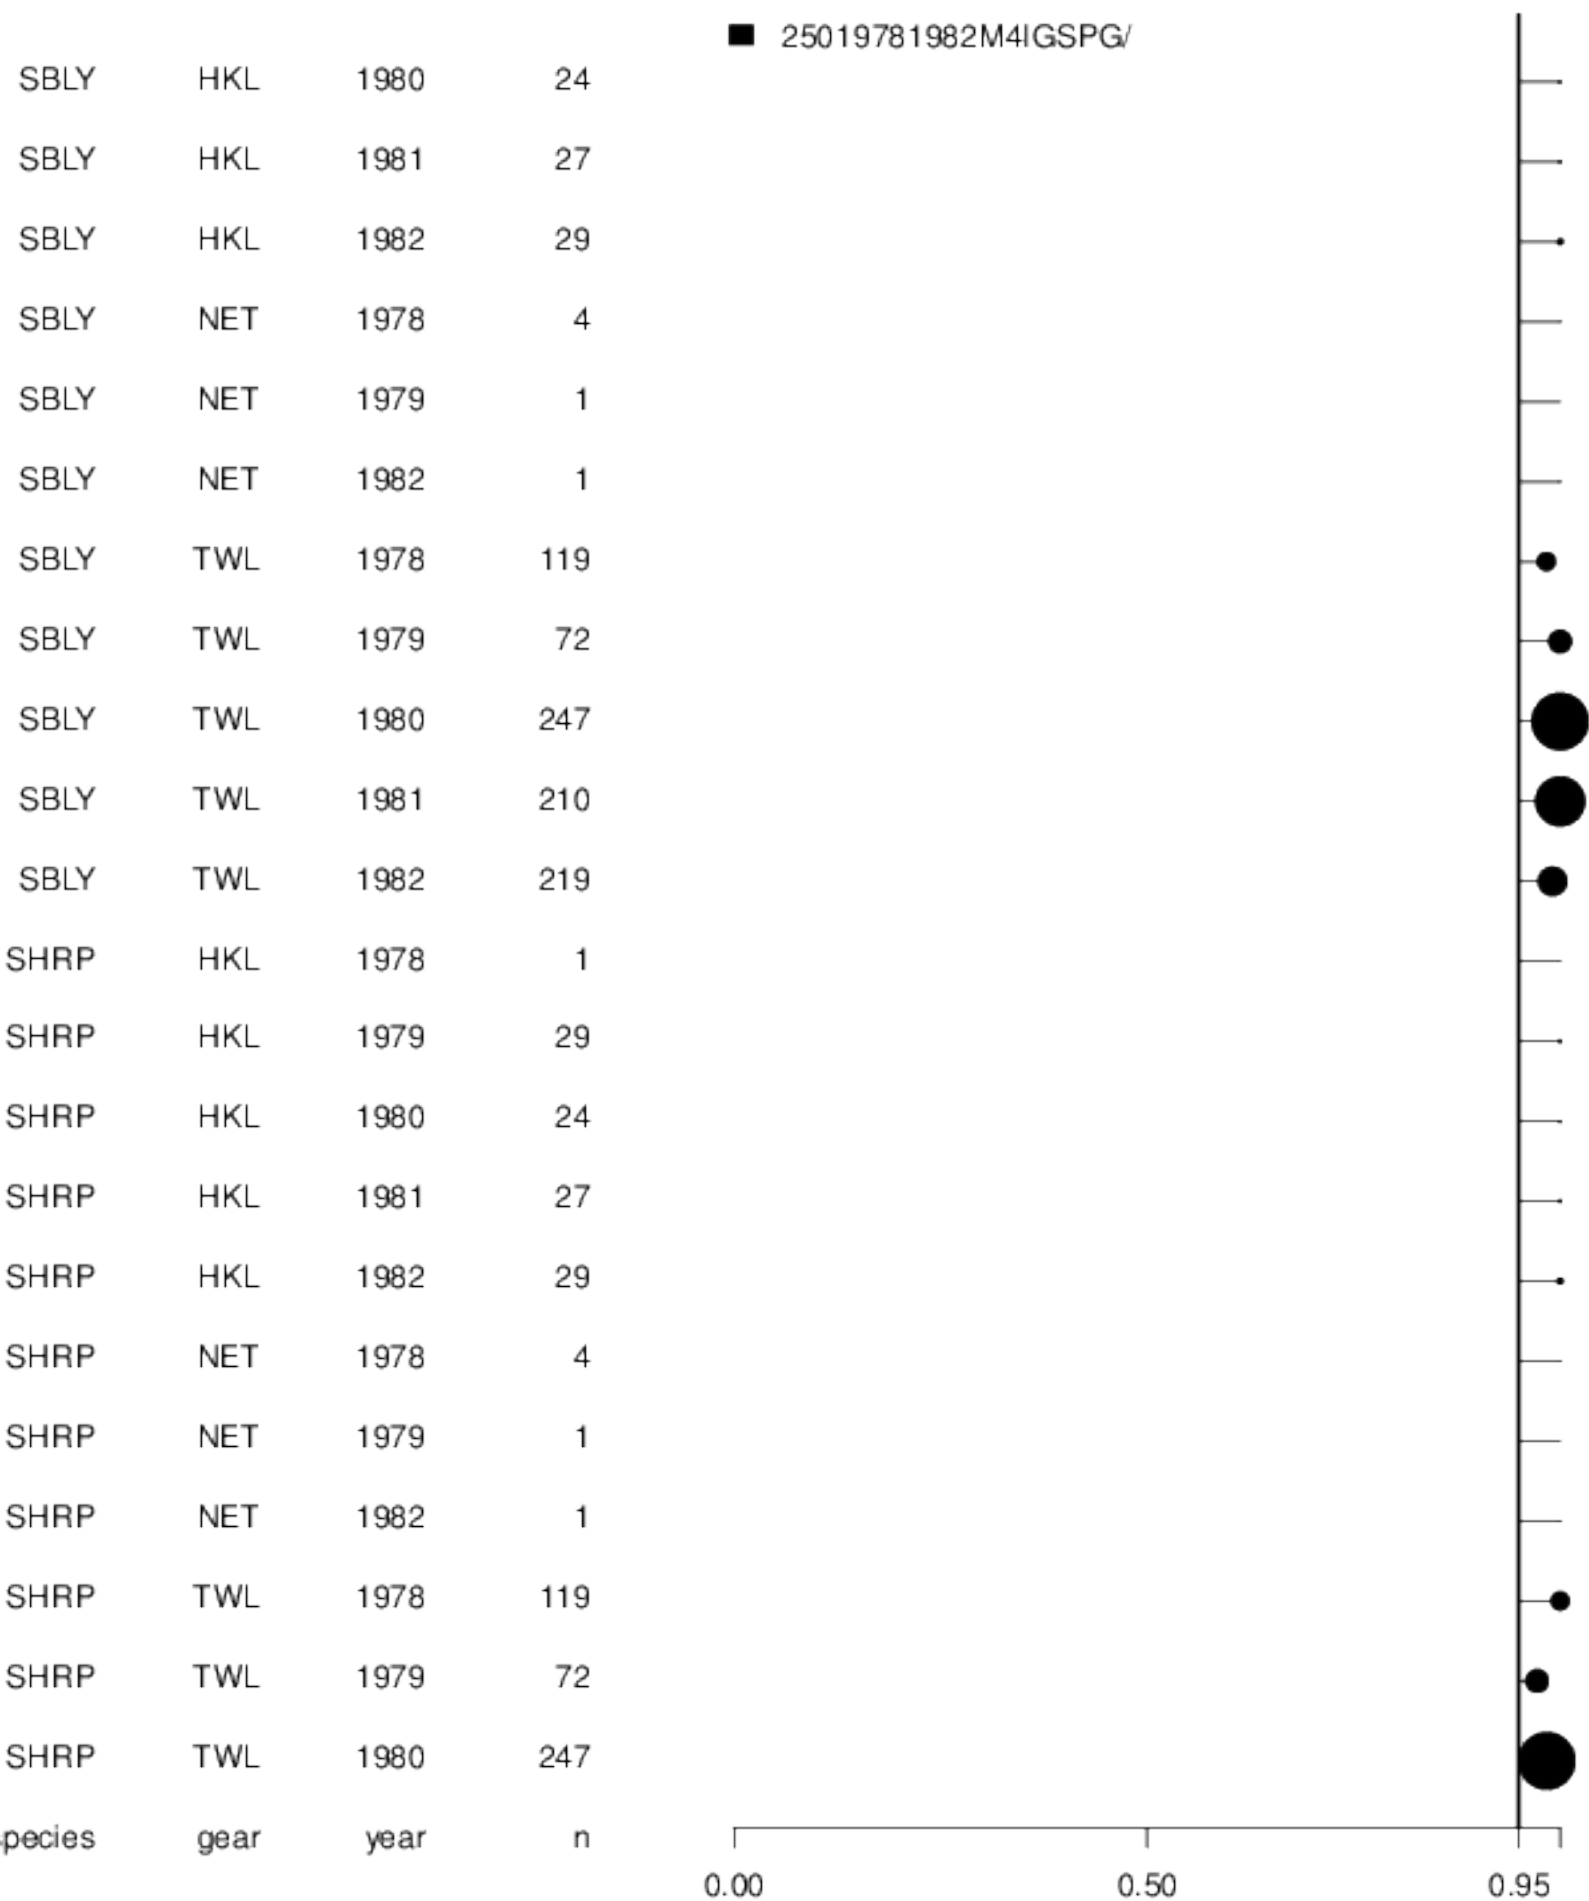 25019781982M4IGSPG/
SBLY HKL 1980 24
SBLY HKL 1981 27
SBLY HKL 1982 29
SBLY NET 1978 4
SBLY NET 1979 1
SBLY NET 1982 1
SBLY TWL 1978 119
SBLY TWL 1979 72
SBLY TWL 1980 247
SBLY TWL 1981 210
SBLY TWL 1982 219
SHRP HKL 1978 1
SHRP HKL 1979 29
SHRP HKL 1980 24
SHRP HKL 1981 27
SHRP HKL 1982 29
SHRP NET 1978 4
SHRP NET 1979 1
SHRP NET 1982 1
SHRP TWL 1978 119
SHRP TWL 1979 72
SHRP TWL 1980 247
pecies gear year n
0.00 0.50 0.95